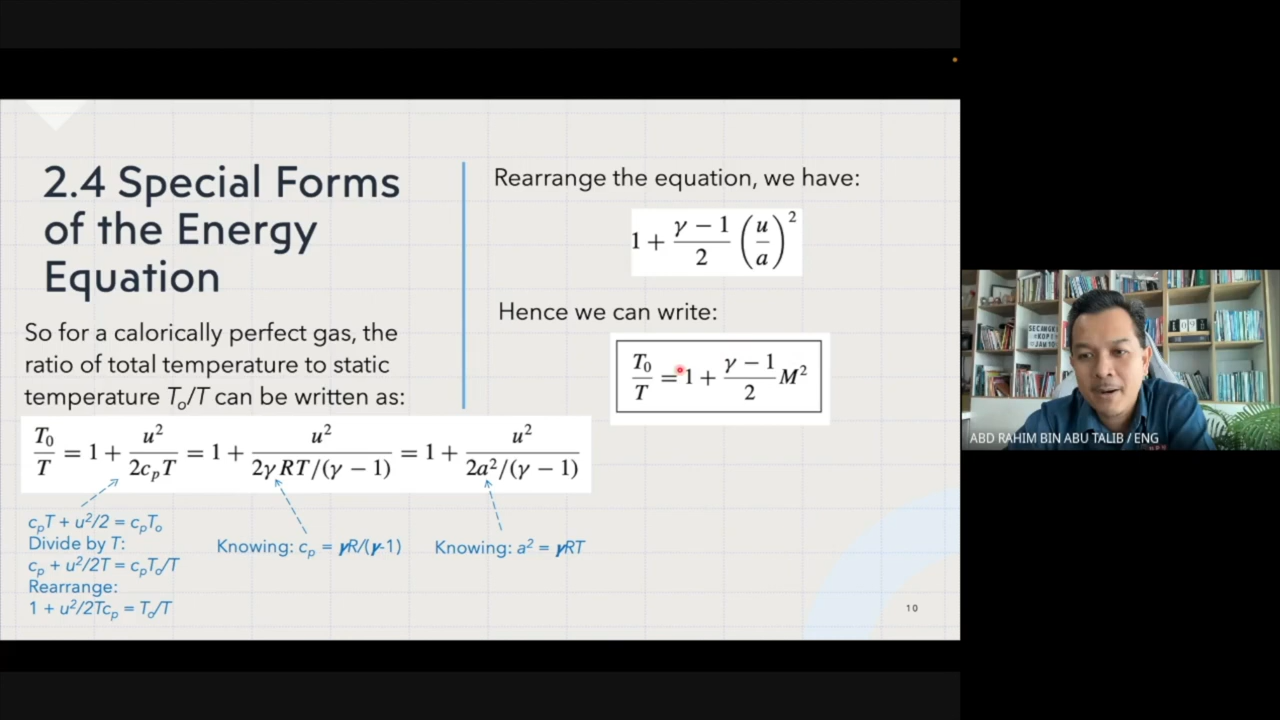 2.4 Special Forms
of the Energy
Equation
So for a calorically perfect gas, the
ratio of total temperature to static
temperature Tₒ/T can be written as:
T₀/T = 1 + u²/2cₚT = 1 + u²/2γRT/(γ − 1) = 1 + u²/2a²/(γ − 1)
cₚT + u²/2 = cₚTₒ
Divide by T:
cₚ + u²/2T = cₚTₒ/T
Rearrange:
1 + u²/2Tcₚ = Tₒ/T
Knowing: cₚ = γR/(γ-1)
Knowing: a² = γRT
Rearrange the equation, we have:
1 + γ − 1/2 (u/a)²
Hence we can write:
T₀/T = 1 + γ − 1/2 M²
10
SECANGKIR
KOPI
JAM 10
ABD RAHIM BIN ABU TALIB / ENG